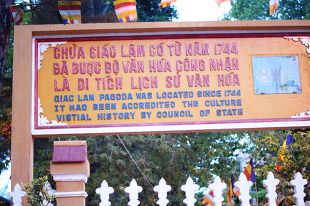 CHÙA GIÁC LÂM CÓ TỪ NĂM 1744
ĐÃ ĐƯỢC BỘ VĂN HÓA CÔNG NHẬN
LÀ DI TÍCH LỊCH SỬ VĂN HÓA
GIAC LAM PAGODA WAS LOCATED SINCE 1744
IT HAD BEEN ACCREDITED THE CULTURE
VISTIAL HISTORY BY COUNCIL OF STATE